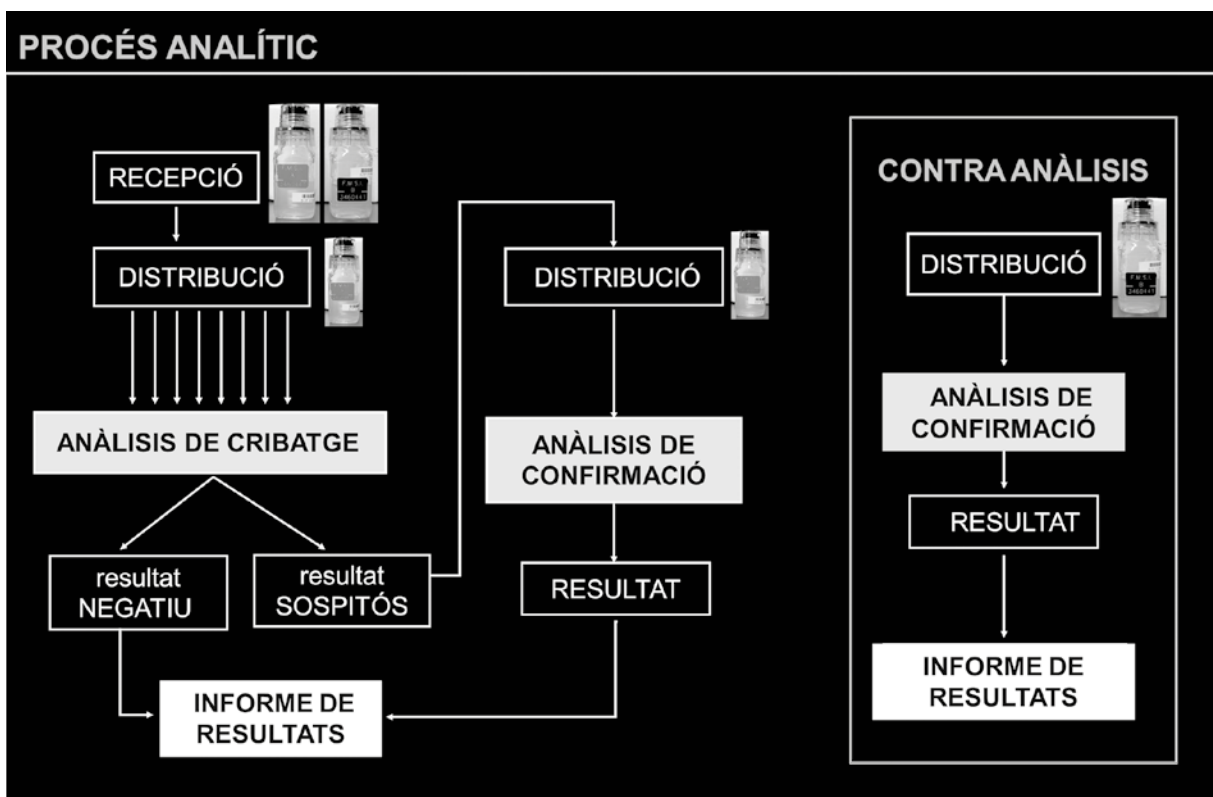 PROCÉS ANALÍTIC
RECEPCIÓ
DISTRIBUCIÓ
ANÀLISIS DE CRIBATGE
resultat
NEGATIU
resultat
SOSPITÓS
INFORME DE
RESULTATS
DISTRIBUCIÓ
ANÀLISIS DE
CONFIRMACIÓ
RESULTAT
CONTRA ANÀLISIS
DISTRIBUCIÓ
ANÀLISIS DE
CONFIRMACIÓ
RESULTAT
INFORME DE
RESULTATS